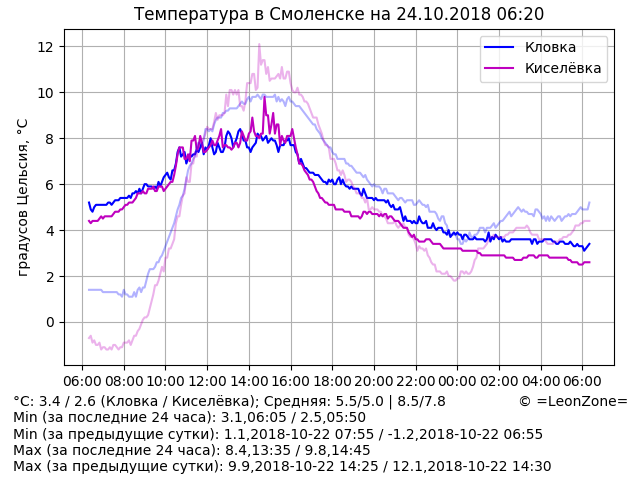 Температура в Смоленске на 24.10.2018 06:20
Кловка
Киселёвка
градусов Цельсия, °C
12
10
8
6
4
2
0
06:00 08:00 10:00 12:00 14:00 16:00 18:00 20:00 22:00 00:00 02:00 04:00 06:00
°C: 3.4 / 2.6 (Кловка / Киселёвка); Средняя: 5.5/5.0 | 8.5/7.8 © =LeonZone=
Min (за последние 24 часа): 3.1,06:05 / 2.5,05:50
Min (за предыдущие сутки): 1.1,2018-10-22 07:55 / -1.2,2018-10-22 06:55
Max (за последние 24 часа): 8.4,13:35 / 9.8,14:45
Max (за предыдущие сутки): 9.9,2018-10-22 14:25 / 12.1,2018-10-22 14:30